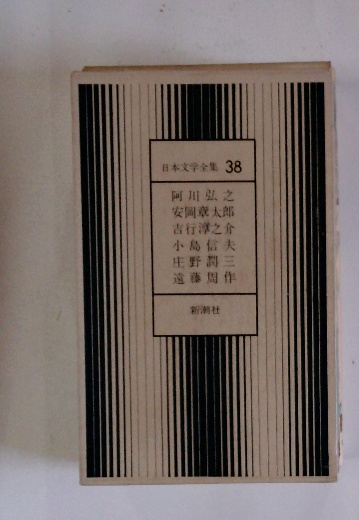 日本文学全集 38
阿川弘之
安岡章太郎
吉行淳之介
小島信夫
庄野潤三
遠藤周作
新潮社